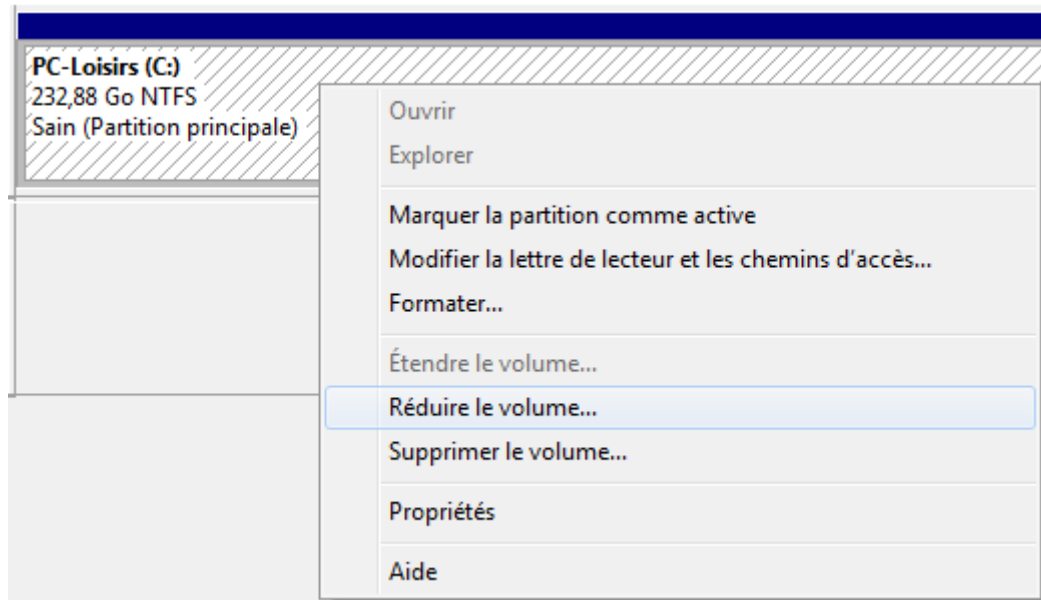 PC-Loisirs (C:)
232,88 Go NTFS
Sain (Partition principale)
Ouvrir
Explorer
Marquer la partition comme active
Modifier la lettre de lecteur et les chemins d'accès...
Formater...
Étendre le volume...
Réduire le volume...
Supprimer le volume...
Propriétés
Aide